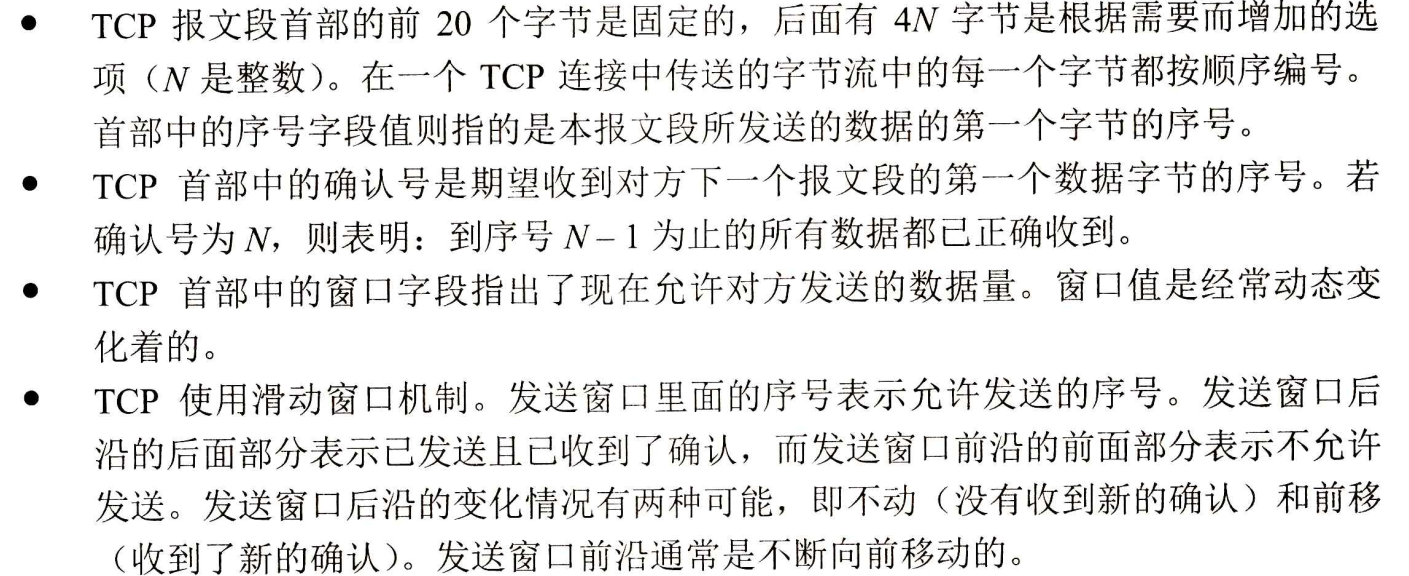 ● TCP 报文段首部的前 20 个字节是固定的，后面有 4N 字节是根据需要而增加的选
项（N 是整数）。在一个 TCP 连接中传送的字节流中的每一个字节都按顺序编号。
首部中的序号字段值则指的是本报文段所发送的数据的第一个字节的序号。
● TCP 首部中的确认号是期望收到对方下一个报文段的第一个数据字节的序号。若
确认号为 N，则表明：到序号 N – 1 为止的所有数据都已正确收到。
● TCP 首部中的窗口字段指出了现在允许对方发送的数据量。窗口值是经常动态变
化着的。
● TCP 使用滑动窗口机制。发送窗口里面的序号表示允许发送的序号。发送窗口后
沿的后面部分表示已发送且已收到了确认，而发送窗口前沿的前面部分表示不允许
发送。发送窗口后沿的变化情况有两种可能，即不动（没有收到新的确认）和前移
（收到了新的确认）。发送窗口前沿通常是不断向前移动的。